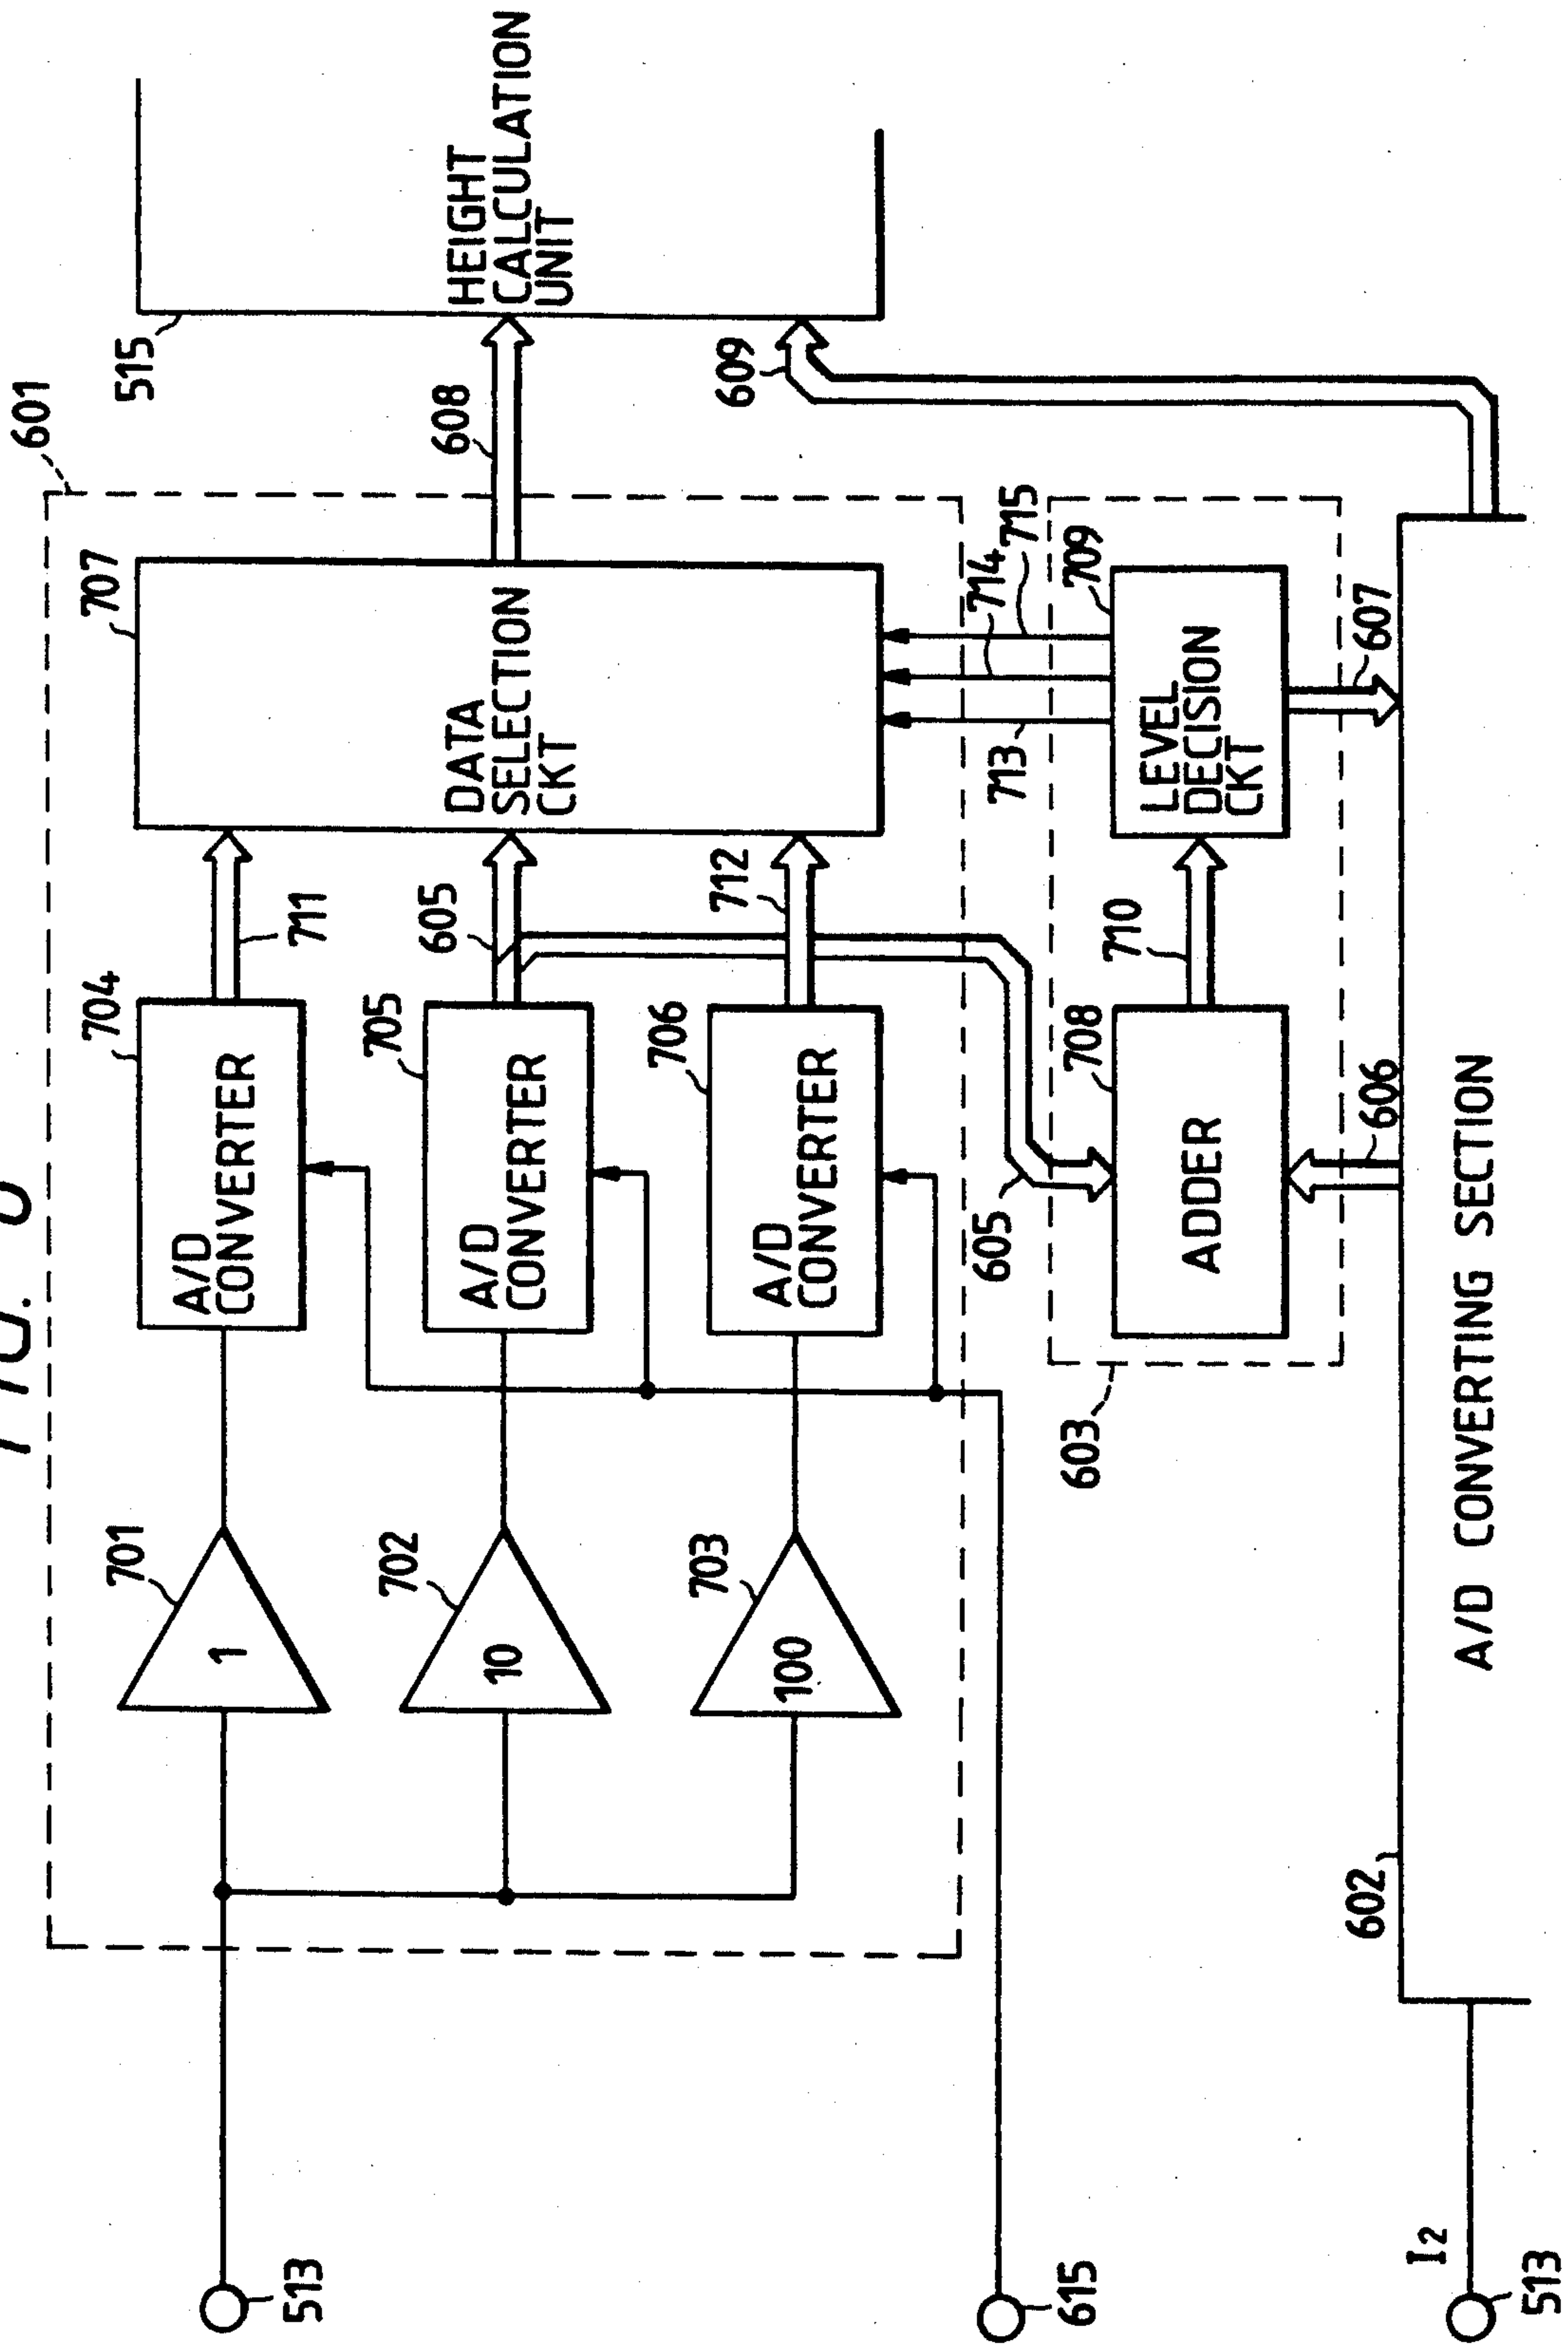 601
701
1
704
A/D
CONVERTER
711
707
DATA
SELECTION
CKT
515
HEIGHT
CALCULATION
UNIT
608
609
702
10
705
A/D
CONVERTER
605
703
100
706
A/D
CONVERTER
712
513
615
605
713
714
715
603
708
ADDER
710
709
LEVEL
DECISION
CKT
606
607
602
A/D CONVERTING SECTION
I2
513